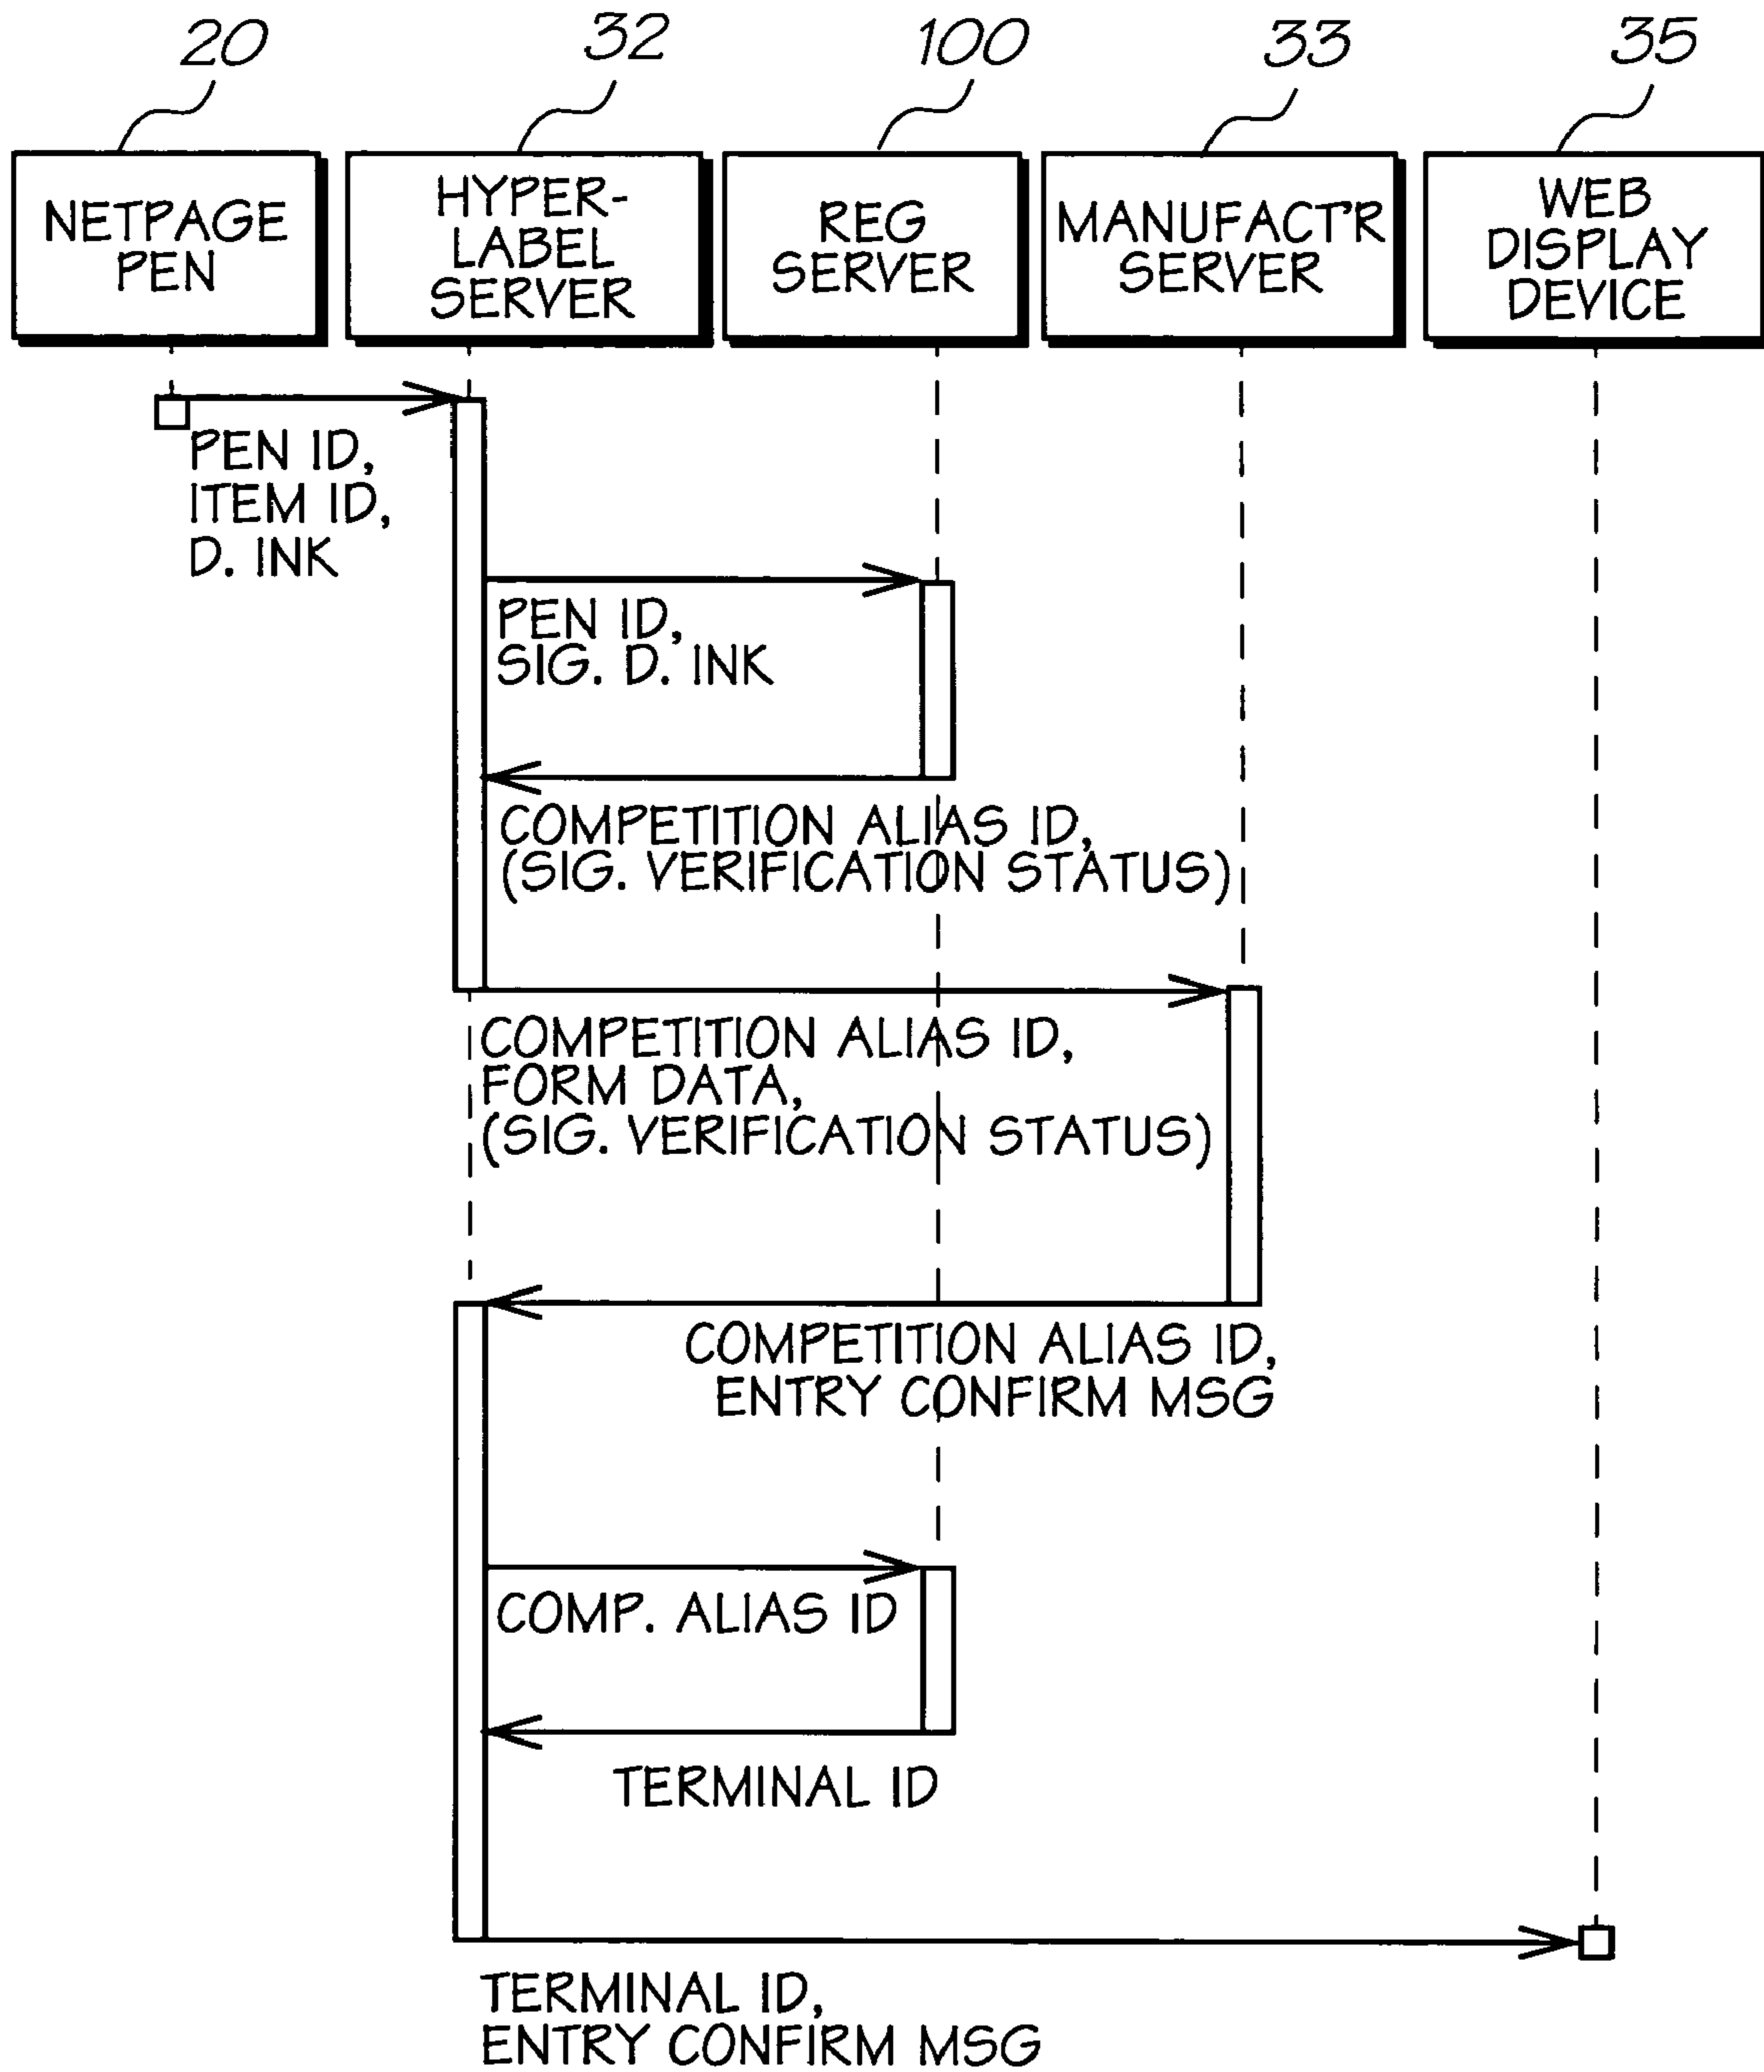 20
32
100
33
35
NETPAGE
PEN
HYPER-
LABEL
SERVER
REG
SERVER
MANUFACT'R
SERVER
WEB
DISPLAY
DEVICE
PEN ID,
ITEM ID,
D. INK
PEN ID,
SIG. D. INK
COMPETITION ALIAS ID,
(SIG. VERIFICATION STATUS)
COMPETITION ALIAS ID,
FORM DATA,
(SIG. VERIFICATION STATUS)
COMPETITION ALIAS ID,
ENTRY CONFIRM MSG
COMP. ALIAS ID
TERMINAL ID
TERMINAL ID,
ENTRY CONFIRM MSG